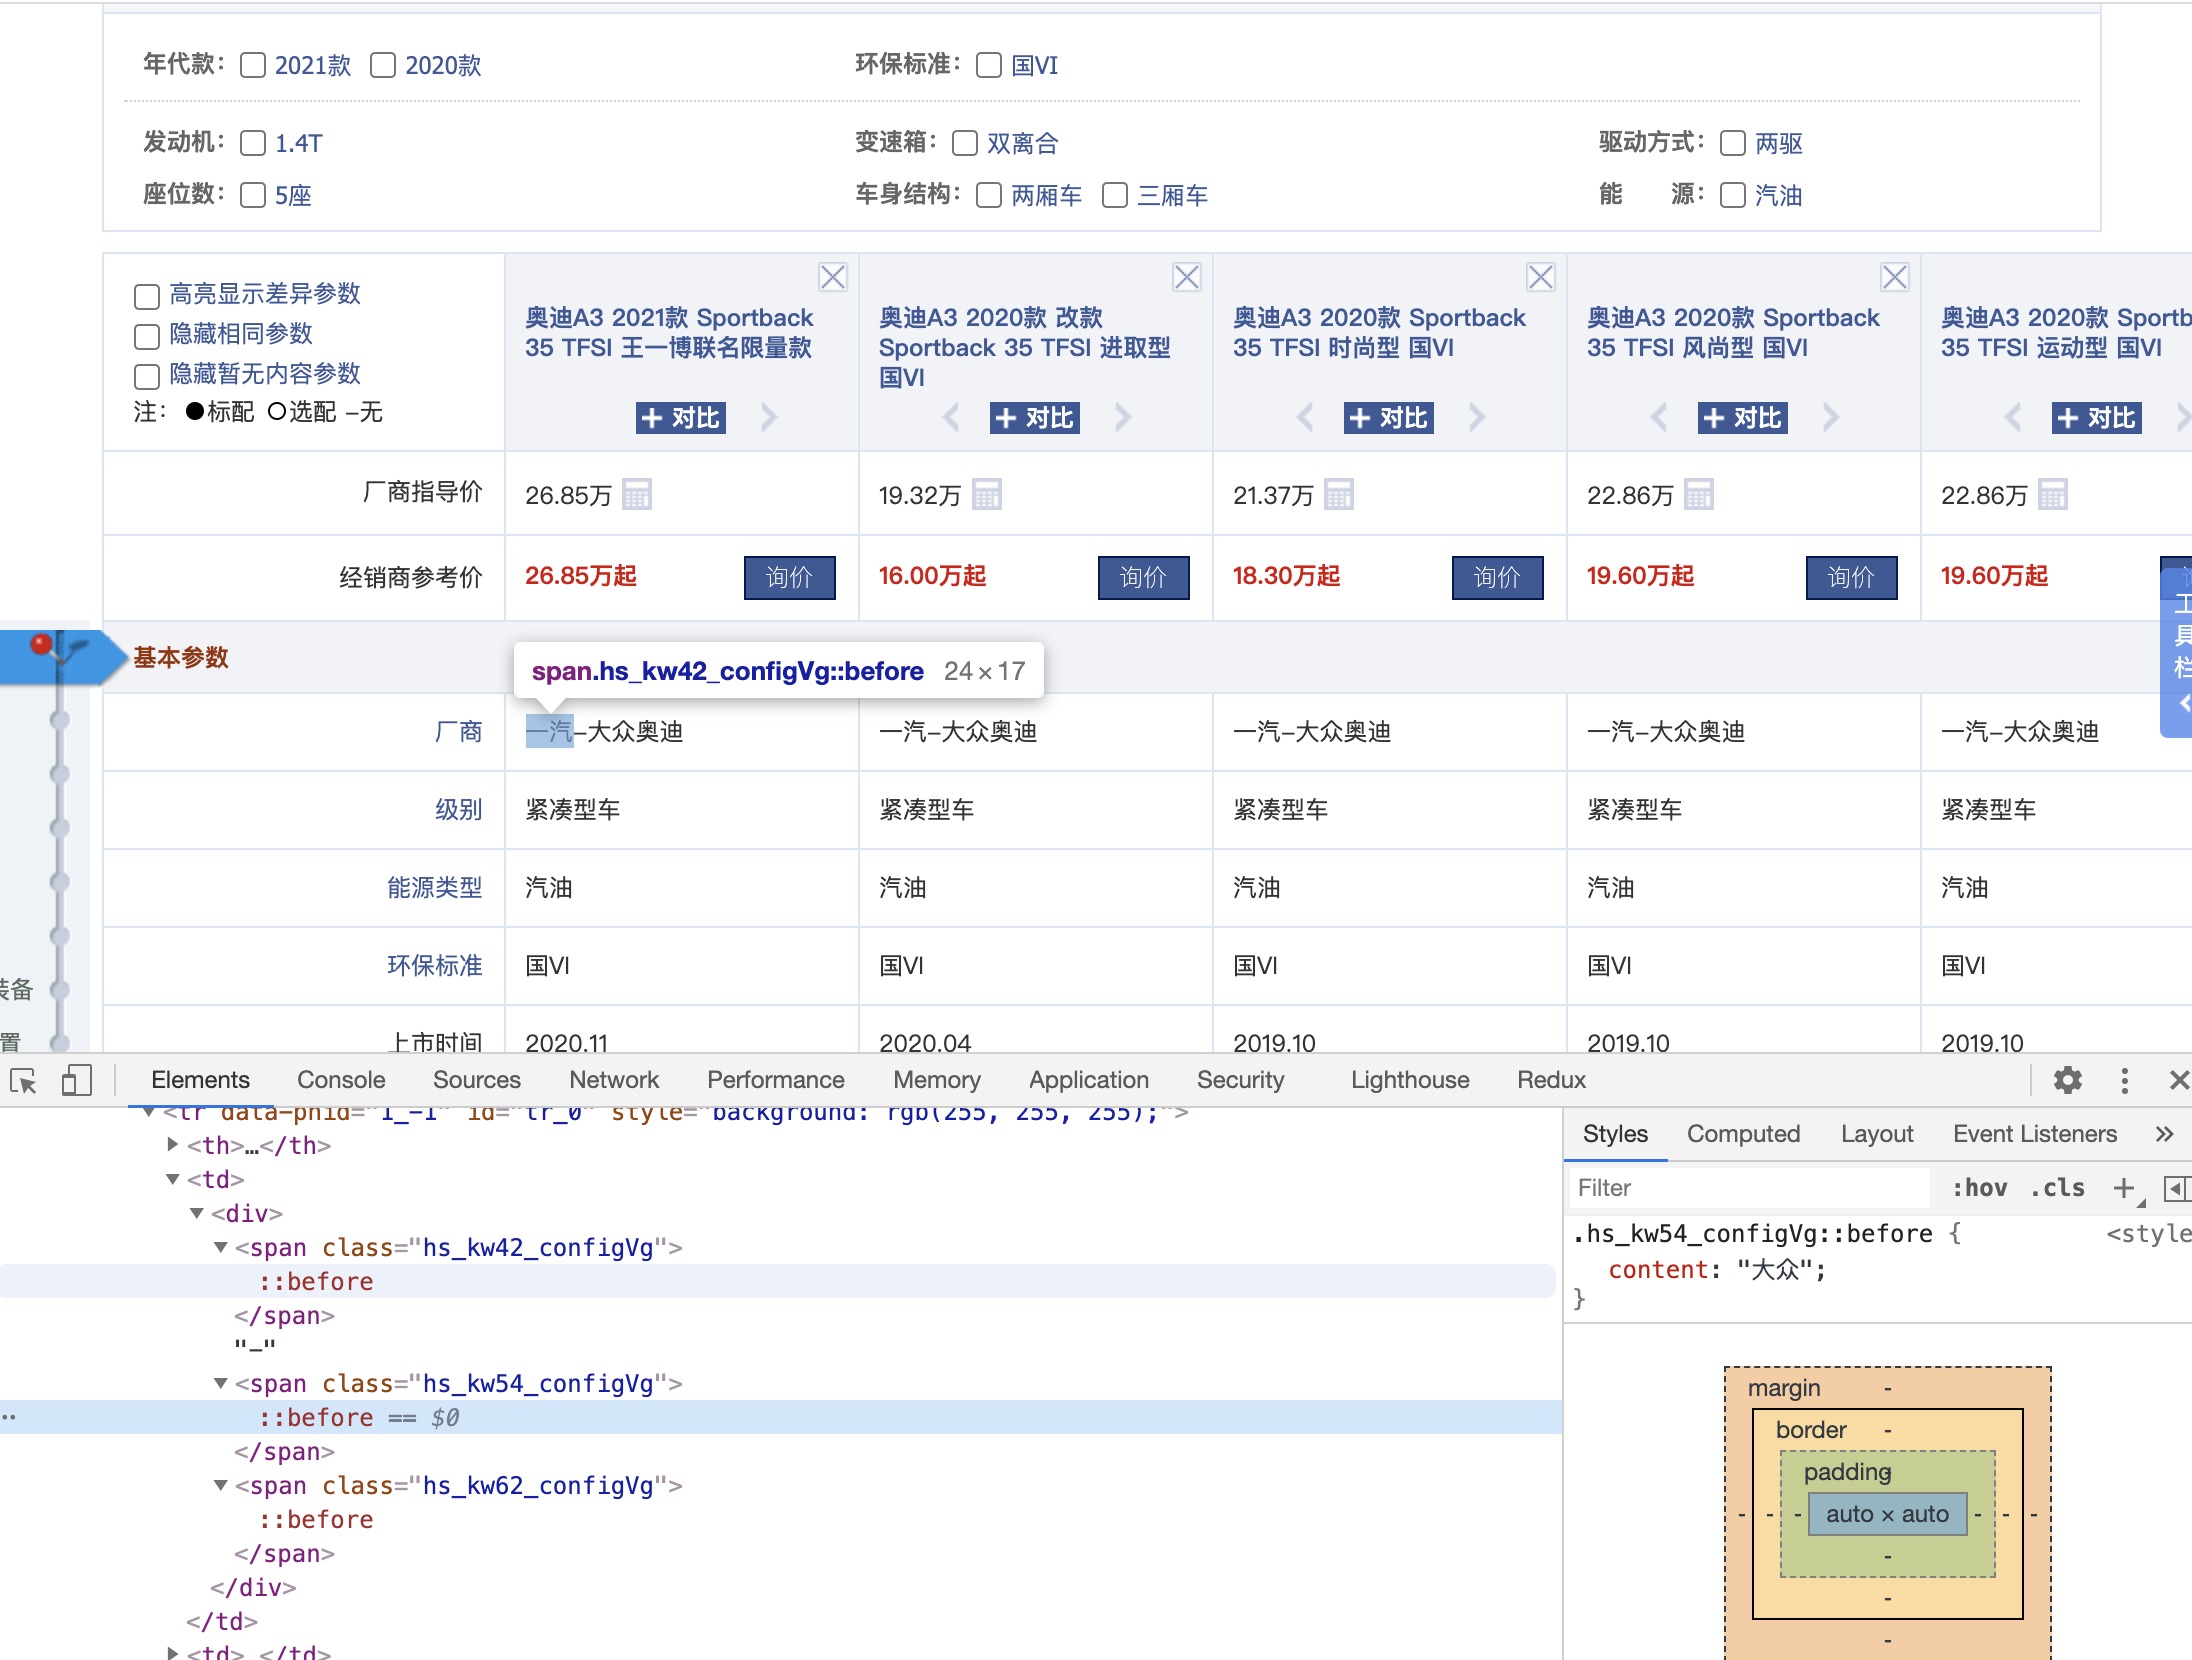 年代款： 2021款 2020款 环保标准： 国VI
发动机： 1.4T 变速箱： 双离合 驱动方式： 两驱
座位数： 5座 车身结构： 两厢车 三厢车 能 源： 汽油
高亮显示差异参数
隐藏相同参数
隐藏暂无内容参数
注： ●标配 ○选配 –无
奥迪A3 2021款 Sportback
35 TFSI 王一博联名限量款
+ 对比
奥迪A3 2020款 改款
Sportback 35 TFSI 进取型
国VI
+ 对比
奥迪A3 2020款 Sportback
35 TFSI 时尚型 国VI
+ 对比
奥迪A3 2020款 Sportback
35 TFSI 风尚型 国VI
+ 对比
奥迪A3 2020款 Sportb
35 TFSI 运动型 国VI
+ 对比
厂商指导价 26.85万 19.32万 21.37万 22.86万 22.86万
经销商参考价 26.85万起 询价 16.00万起 询价 18.30万起 询价 19.60万起 询价 19.60万起
工
具
栏
基本参数
span.hs_kw42_configVg::before 24×17
厂商 一汽–大众奥迪 一汽–大众奥迪 一汽–大众奥迪 一汽–大众奥迪 一汽–大众奥迪
级别 紧凑型车 紧凑型车 紧凑型车 紧凑型车 紧凑型车
能源类型 汽油 汽油 汽油 汽油 汽油
环保标准 国VI 国VI 国VI 国VI 国VI
装备
置
上市时间 2020.11 2020.04 2019.10 2019.10 2019.10
Elements Console Sources Network Performance Memory Application Security Lighthouse Redux
<tr data-pnid="1_-1" id="tr_0" style="background: rgb(255, 255, 255);">
<th>…</th>
<td>
<div>
<span class="hs_kw42_configVg">
::before
</span>
"–"
<span class="hs_kw54_configVg">
::before == $0
</span>
<span class="hs_kw62_configVg">
::before
</span>
</div>
</td>
<td> </td>
Styles Computed Layout Event Listeners »
Filter :hov .cls +
.hs_kw54_configVg::before { <style
content: "大众";
}
margin -
border -
padding
- - - auto × auto - - -
-
-
-